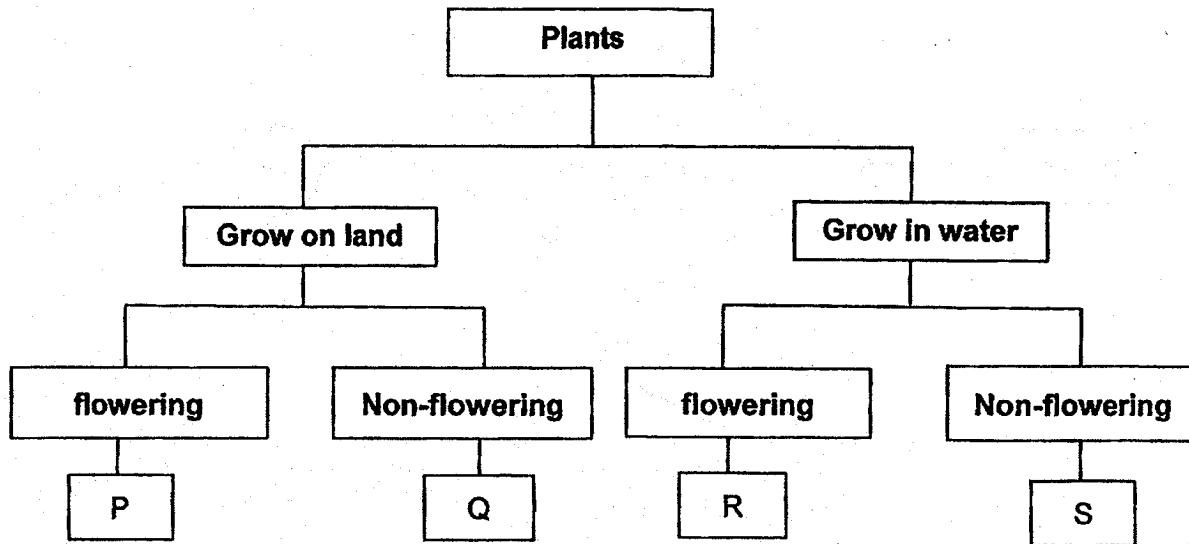 Plants
Grow on land
Grow in water
flowering
Non-flowering
flowering
Non-flowering
P
Q
R
S